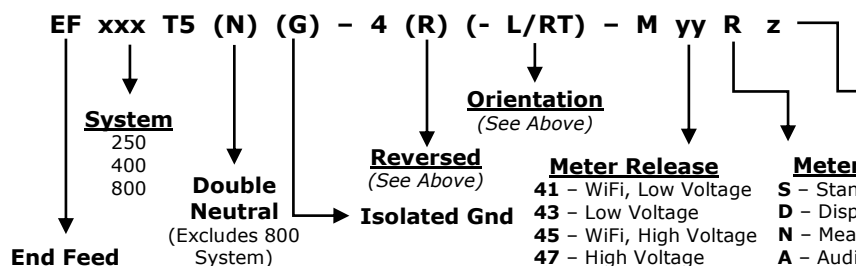 EF xxx T5 (N) (G) – 4 (R) (- L/RT) – M yy R z
System
250
400
800
Orientation
(See Above)
Reversed
(See Above)
Double
Neutral
(Excludes 800
System)
Isolated Gnd
End Feed
Meter Release
41 – WiFi, Low Voltage
43 – Low Voltage
45 – WiFi, High Voltage
47 – High Voltage
Meter
S – Stan
D – Disp
N – Mea
A – Audi